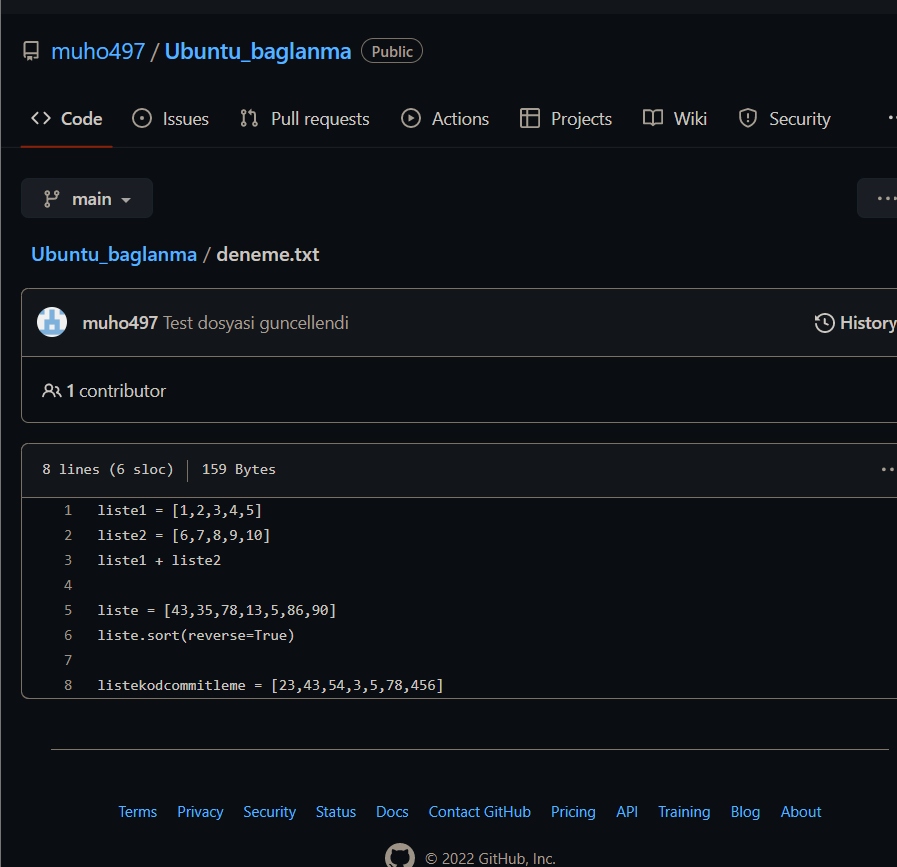 muho497 / Ubuntu_baglanma Public
Code Issues Pull requests Actions Projects Wiki Security
main
Ubuntu_baglanma / deneme.txt
muho497 Test dosyasi guncellendi History
1 contributor
8 lines (6 sloc) 159 Bytes
1 liste1 = [1,2,3,4,5]
2 liste2 = [6,7,8,9,10]
3 liste1 + liste2
4
5 liste = [43,35,78,13,5,86,90]
6 liste.sort(reverse=True)
7
8 listekodcommitleme = [23,43,54,3,5,78,456]
Terms Privacy Security Status Docs Contact GitHub Pricing API Training Blog About
© 2022 GitHub, Inc.